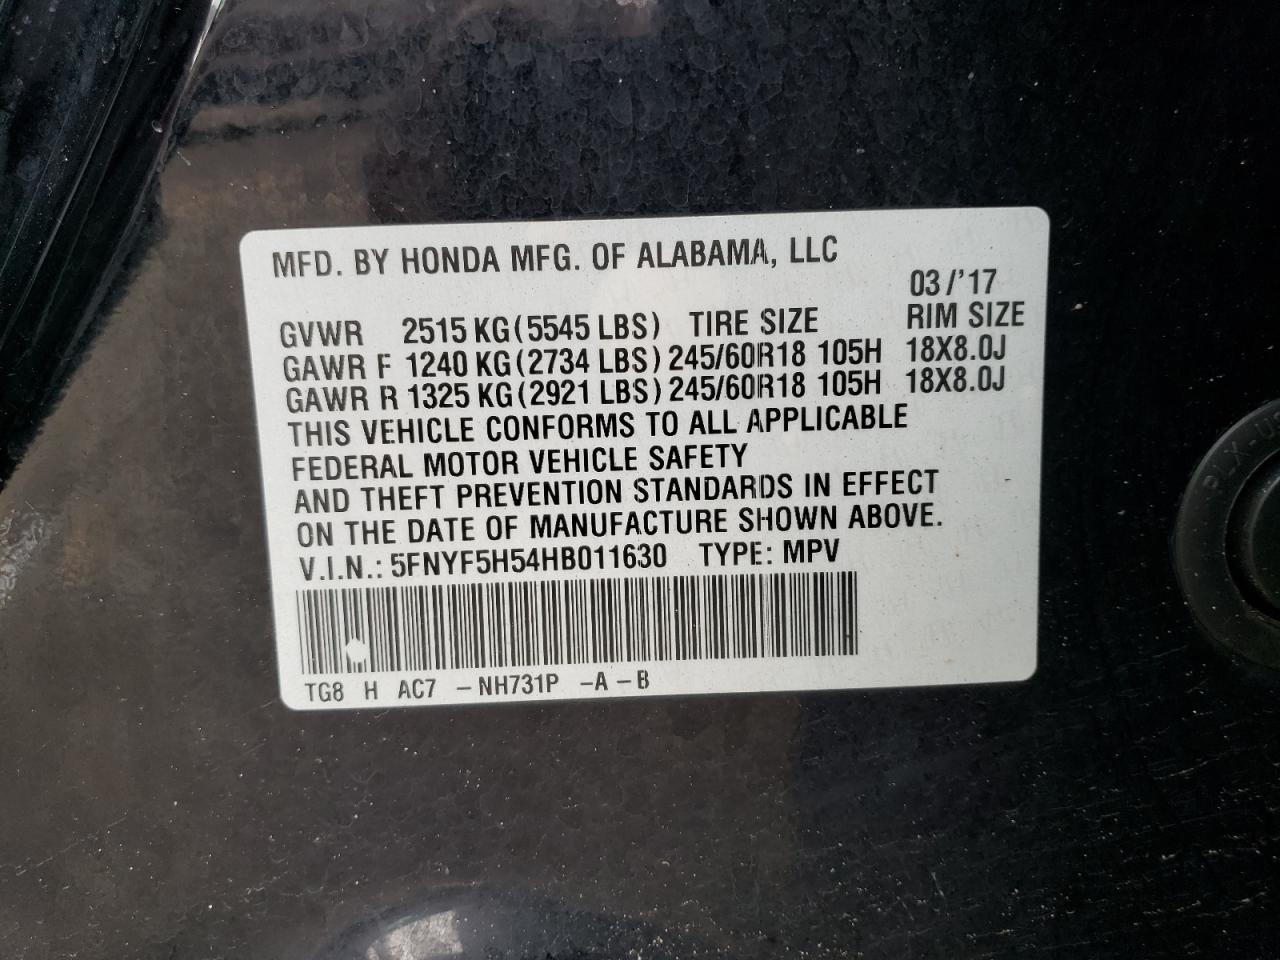 MFD. BY HONDA MFG. OF ALABAMA, LLC
03/'17
GVWR 2515 KG(5545 LBS) TIRE SIZE RIM SIZE
GAWR F 1240 KG(2734 LBS) 245/60R18 105H 18X8.0J
GAWR R 1325 KG(2921 LBS) 245/60R18 105H 18X8.0J
THIS VEHICLE CONFORMS TO ALL APPLICABLE
FEDERAL MOTOR VEHICLE SAFETY
AND THEFT PREVENTION STANDARDS IN EFFECT
ON THE DATE OF MANUFACTURE SHOWN ABOVE.
V.I.N.: 5FNYF5H54HB011630 TYPE: MPV
TG8 H AC7 -NH731P -A -B